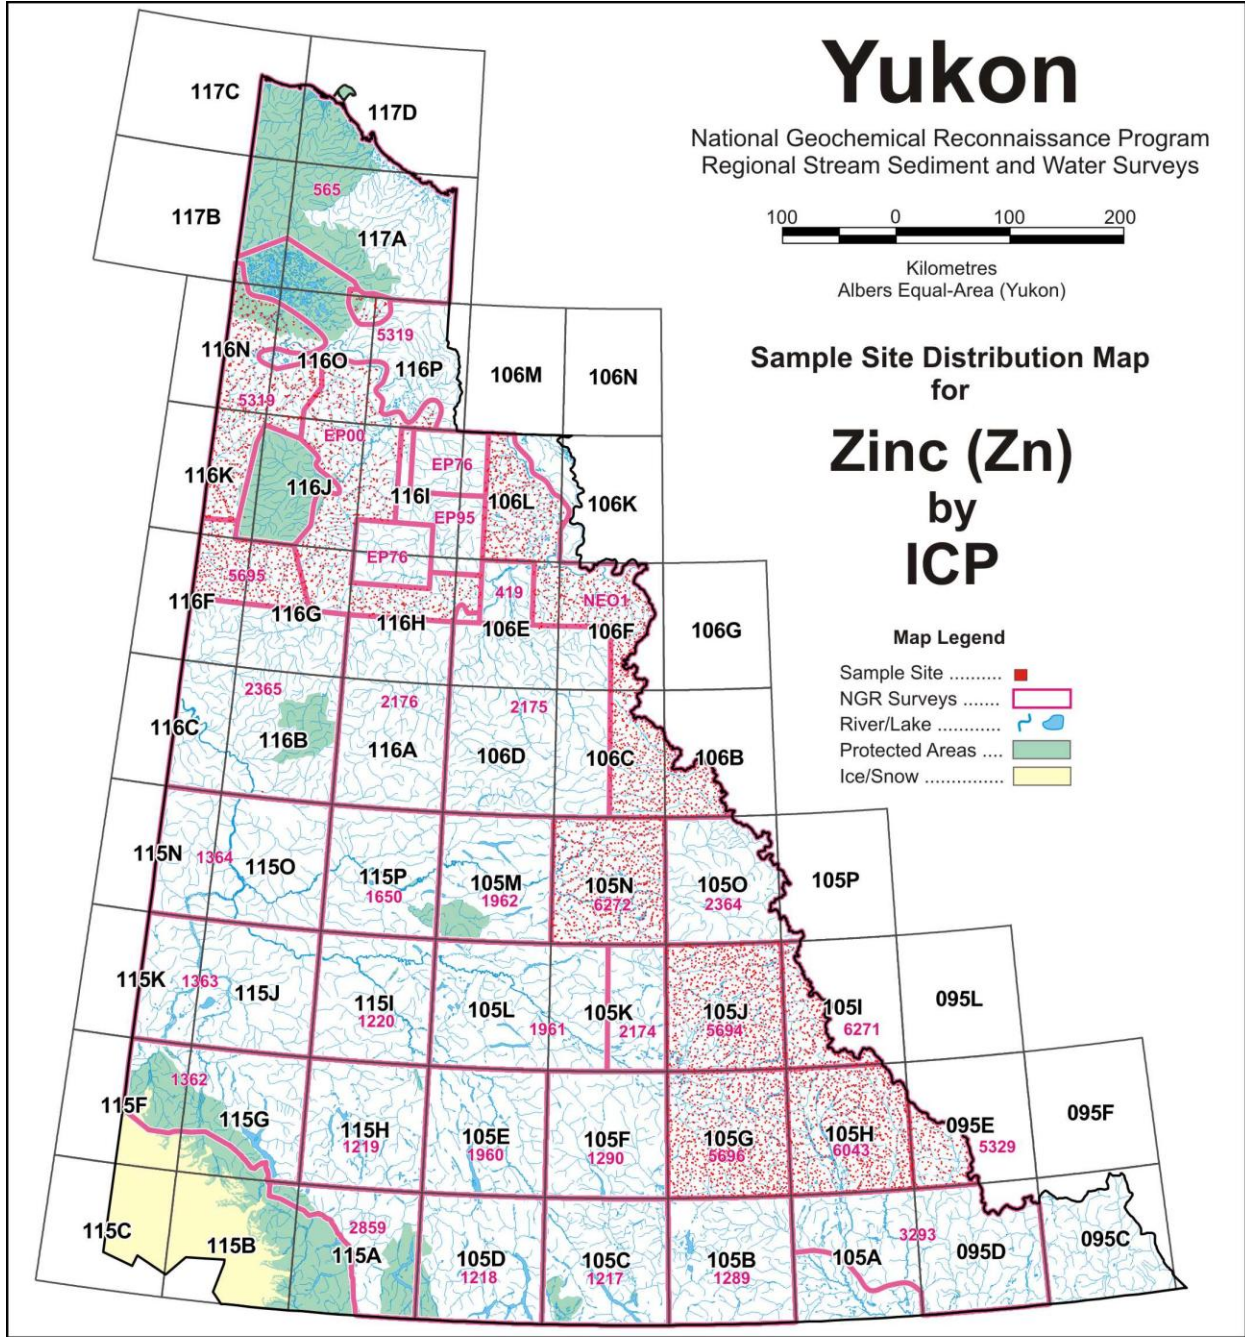 Yukon
National Geochemical Reconnaissance Program
Regional Stream Sediment and Water Surveys
100 0 100 200
Kilometres
Albers Equal-Area (Yukon)
Sample Site Distribution Map
for
Zinc (Zn)
by
ICP
Map Legend
Sample Site ..........
NGR Surveys .......
River/Lake ............
Protected Areas ....
Ice/Snow ...............
117C
117D
565
117B
117A
5319
116N
116O
116P
106M
106N
5319
EP00
EP76
116K
116J
116I
106L
106K
EP95
EP76
5695
419
NEO1
116F
116G
116H
106E
106F
106G
2365
2176
2175
116C
116B
116A
106D
106C
106B
115N
1364
115O
115P
1650
105M
1962
105N
6272
105O
2364
105P
115K
1363
115J
115I
1220
105L
1961
105K
2174
105J
5694
105I
6271
095L
1362
115F
115G
115H
1219
105E
1960
105F
1290
105G
5696
105H
6043
095E
5329
095F
115C
115B
2859
115A
105D
1218
105C
1217
105B
1289
105A
3293
095D
095C